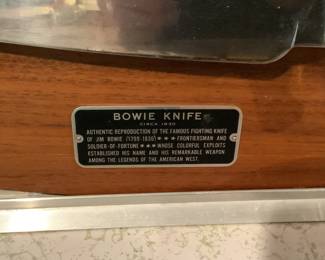 BOWIE KNIFE
CIRCA 1830
AUTHENTIC REPRODUCTION OF THE FAMOUS FIGHTING KNIFE
OF JIM BOWIE (1799-1836) *** FRONTIERSMAN AND
SOLDIER-OF-FORTUNE *** WHOSE COLORFUL EXPLOITS
ESTABLISHED HIS NAME AND HIS REMARKABLE WEAPON
AMONG THE LEGENDS OF THE AMERICAN WEST.